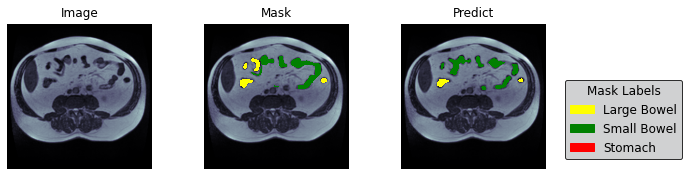 Image
Mask
Predict
Mask Labels
Large Bowel
Small Bowel
Stomach